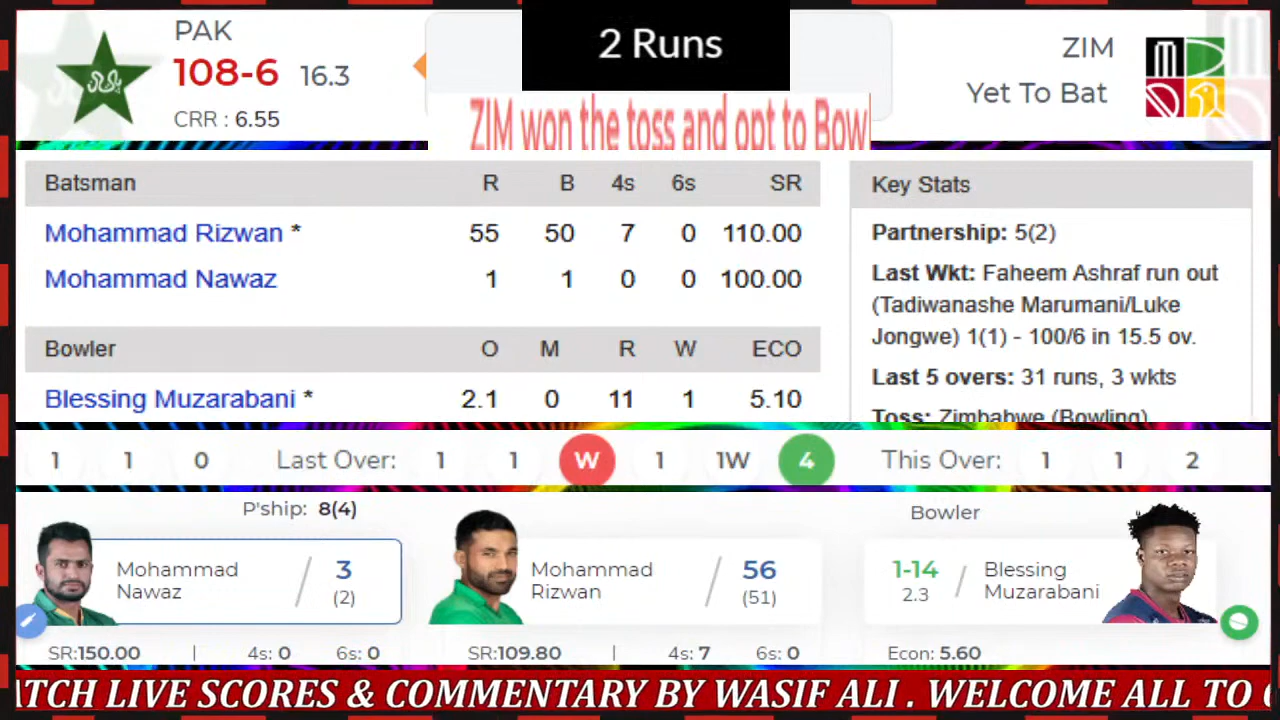 PAK
108-6 16.3
CRR : 6.55
2 Runs
ZIM won the toss and opt to Bowl
ZIM
Yet To Bat
Batsman R B 4s 6s SR
Mohammad Rizwan * 55 50 7 0 110.00
Mohammad Nawaz 1 1 0 0 100.00
Bowler O M R W ECO
Blessing Muzarabani * 2.1 0 11 1 5.10
Key Stats
Partnership: 5(2)
Last Wkt: Faheem Ashraf run out
(Tadiwanashe Marumani/Luke
Jongwe) 1(1) - 100/6 in 15.5 ov.
Last 5 overs: 31 runs, 3 wkts
Toss: Zimbabwe (Bowling)
1 1 0 Last Over: 1 1 W 1 1W 4 This Over: 1 1 2
P'ship: 8(4)
Mohammad
Nawaz
3
(2)
SR:150.00 | 4s: 0 6s: 0
Mohammad
Rizwan
56
(51)
SR:109.80 | 4s: 7 6s: 0
Bowler
1-14
2.3
Blessing
Muzarabani
Econ: 5.60
ATCH LIVE SCORES & COMMENTARY BY WASIF ALI . WELCOME ALL TO